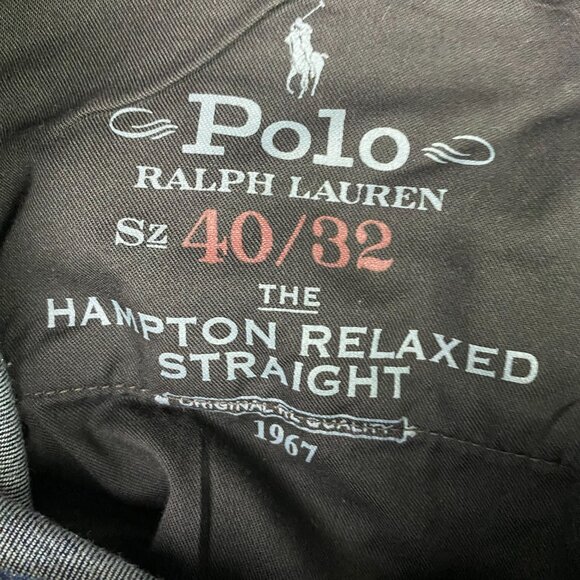 Polo
RALPH LAUREN
Sz 40/32
THE
HAMPTON RELAXED
STRAIGHT
ORIGINAL RL QUALITY
1967